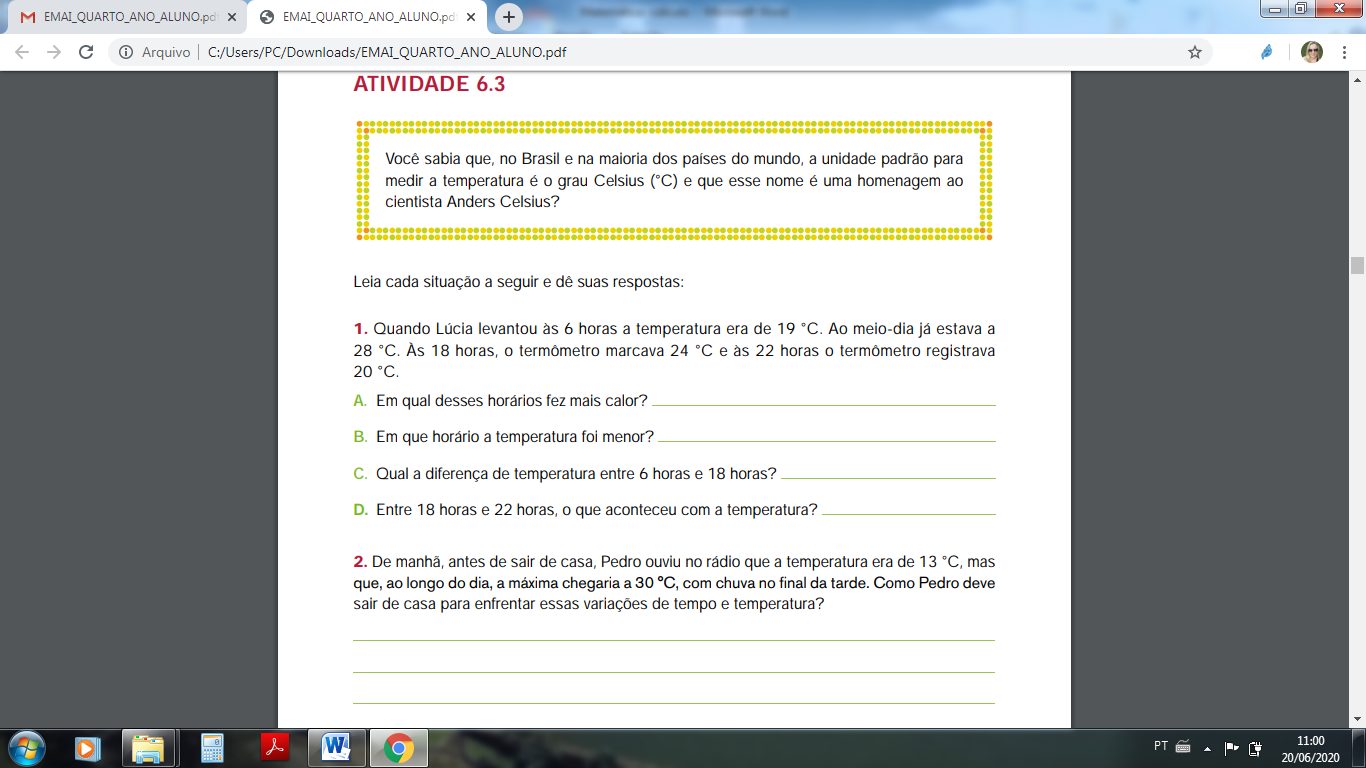 EMAI_QUARTO_ANO_ALUNO.pd
EMAI_QUARTO_ANO_ALUNO.pd
Arquivo
C:/Users/PC/Downloads/EMAI_QUARTO_ANO_ALUNO.pdf
ATIVIDADE 6.3
Você sabia que, no Brasil e na maioria dos países do mundo, a unidade padrão para
medir a temperatura é o grau Celsius (°C) e que esse nome é uma homenagem ao
cientista Anders Celsius?
Leia cada situação a seguir e dê suas respostas:
1. Quando Lúcia levantou às 6 horas a temperatura era de 19 °C. Ao meio-dia já estava a
28 °C. Às 18 horas, o termômetro marcava 24 °C e às 22 horas o termômetro registrava
20 °C.
A. Em qual desses horários fez mais calor?
B. Em que horário a temperatura foi menor?
C. Qual a diferença de temperatura entre 6 horas e 18 horas?
D. Entre 18 horas e 22 horas, o que aconteceu com a temperatura?
2. De manhã, antes de sair de casa, Pedro ouviu no rádio que a temperatura era de 13 °C, mas
que, ao longo do dia, a máxima chegaria a 30 °C, com chuva no final da tarde. Como Pedro deve
sair de casa para enfrentar essas variações de tempo e temperatura?
PT
11:00
20/06/2020